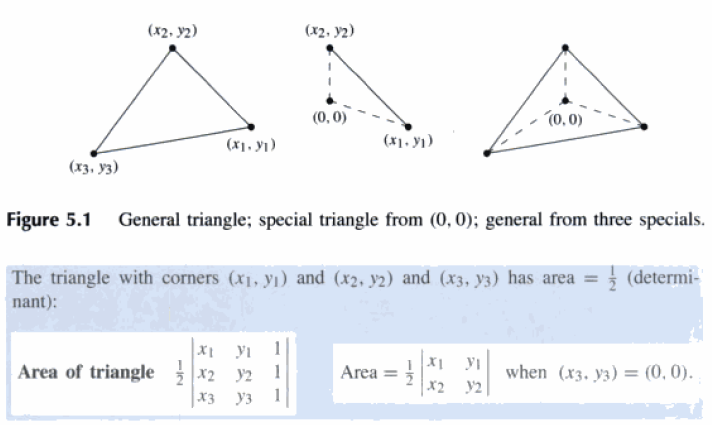 (x₂, y₂)
(x₁, y₁)
(x₃, y₃)
(x₂, y₂)
(0, 0)
(x₁, y₁)
(0, 0)
Figure 5.1 General triangle; special triangle from (0, 0); general from three specials.
The triangle with corners (x₁, y₁) and (x₂, y₂) and (x₃, y₃) has area = ½ (determi-
nant):
Area of triangle ½ |x₁ y₁ 1; x₂ y₂ 1; x₃ y₃ 1| Area = ½ |x₁ y₁; x₂ y₂| when (x₃, y₃) = (0, 0).